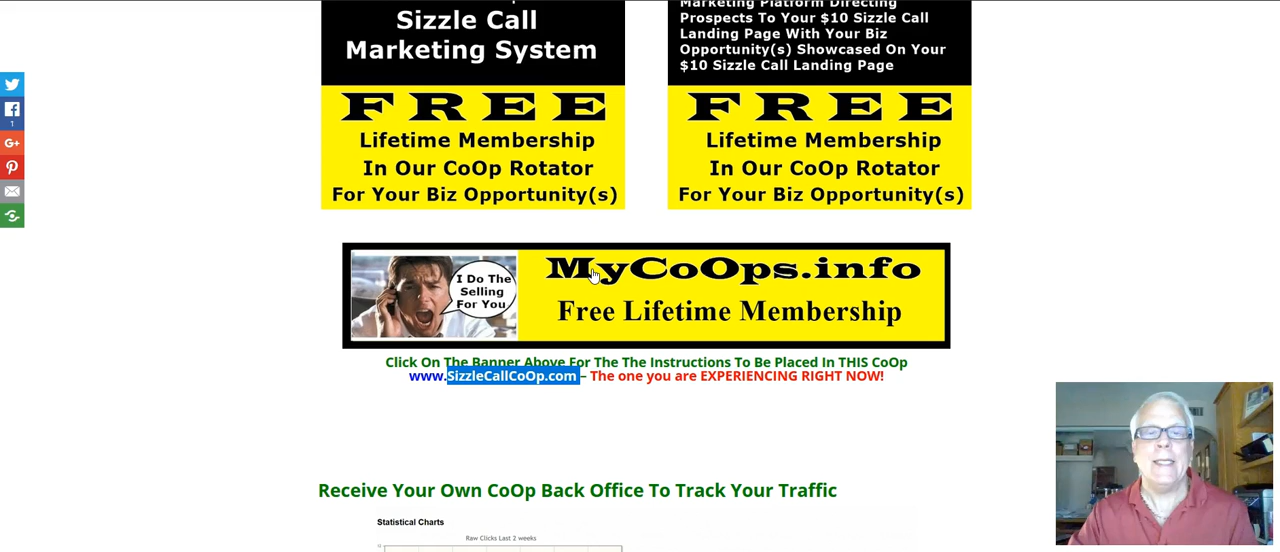 Sizzle Call
Marketing System
Marketing Platform Directing
Prospects To Your $10 Sizzle Call
Landing Page With Your Biz
Opportunity(s) Showcased On Your
$10 Sizzle Call Landing Page
FREE
Lifetime Membership
In Our CoOp Rotator
For Your Biz Opportunity(s)
FREE
Lifetime Membership
In Our CoOp Rotator
For Your Biz Opportunity(s)
1
I Do The
Selling
For You
MyCoOps.info
Free Lifetime Membership
Click On The Banner Above For The The Instructions To Be Placed In THIS CoOp
www.SizzleCallCoOp.com – The one you are EXPERIENCING RIGHT NOW!
Receive Your Own CoOp Back Office To Track Your Traffic
Statistical Charts
Raw Clicks Last 2 weeks